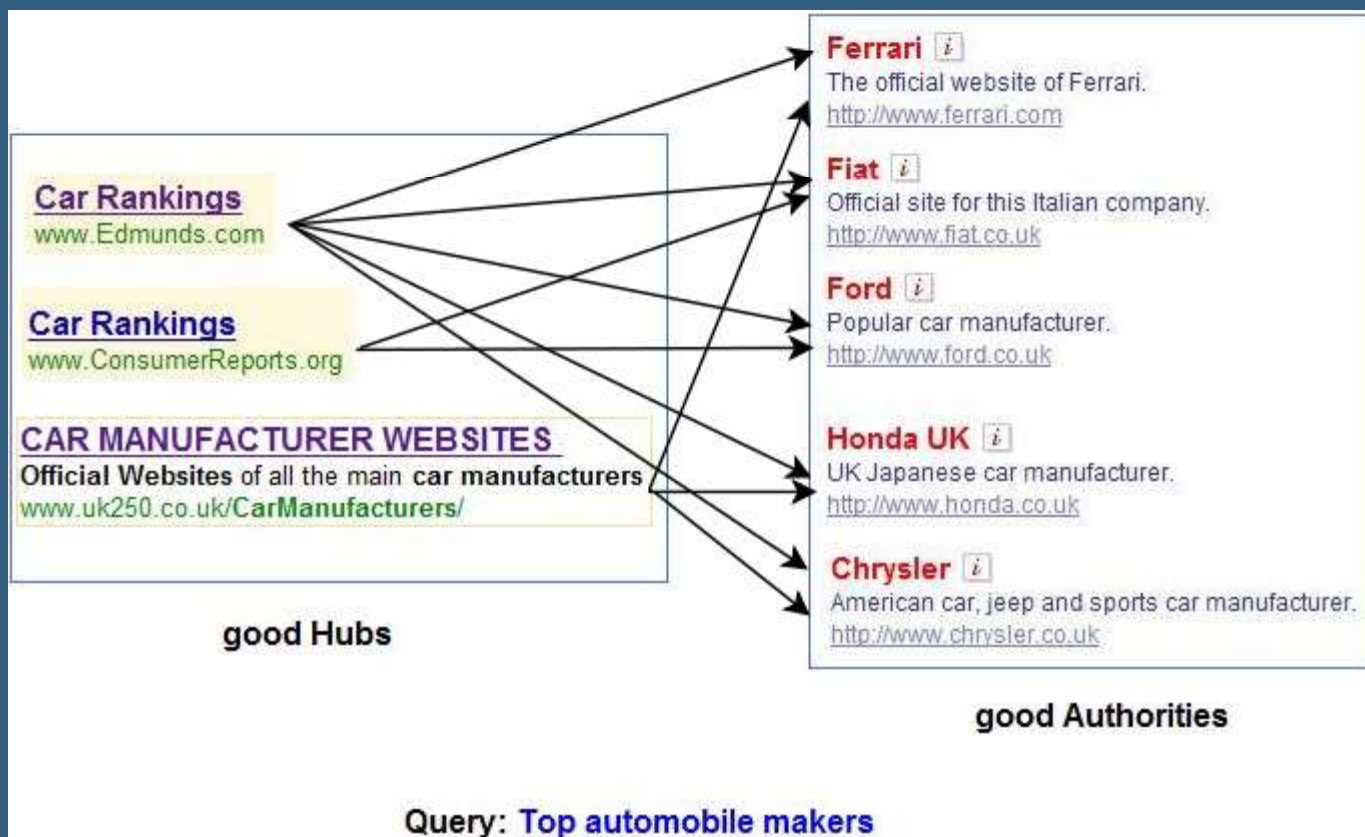 Car Rankings
www.Edmunds.com
Car Rankings
www.ConsumerReports.org
CAR MANUFACTURER WEBSITES
Official Websites of all the main car manufacturers
www.uk250.co.uk/CarManufacturers/
good Hubs
Ferrari i
The official website of Ferrari.
http://www.ferrari.com
Fiat i
Official site for this Italian company.
http://www.fiat.co.uk
Ford i
Popular car manufacturer.
http://www.ford.co.uk
Honda UK i
UK Japanese car manufacturer.
http://www.honda.co.uk
Chrysler i
American car, jeep and sports car manufacturer.
http://www.chrysler.co.uk
good Authorities
Query: Top automobile makers